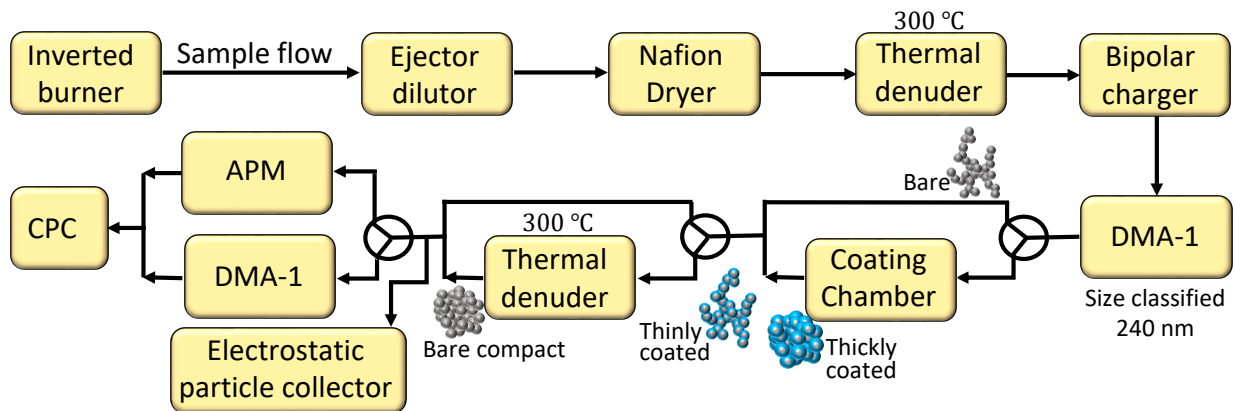 300 ℃
Inverted
burner
Sample flow
Ejector
dilutor
Nafion
Dryer
Thermal
denuder
Bipolar
charger
CPC
APM
DMA-1
Electrostatic
particle collector
Bare compact
300 ℃
Thermal
denuder
Thinly
coated
Coating
Chamber
Thickly
coated
Bare
DMA-1
Size classified
240 nm